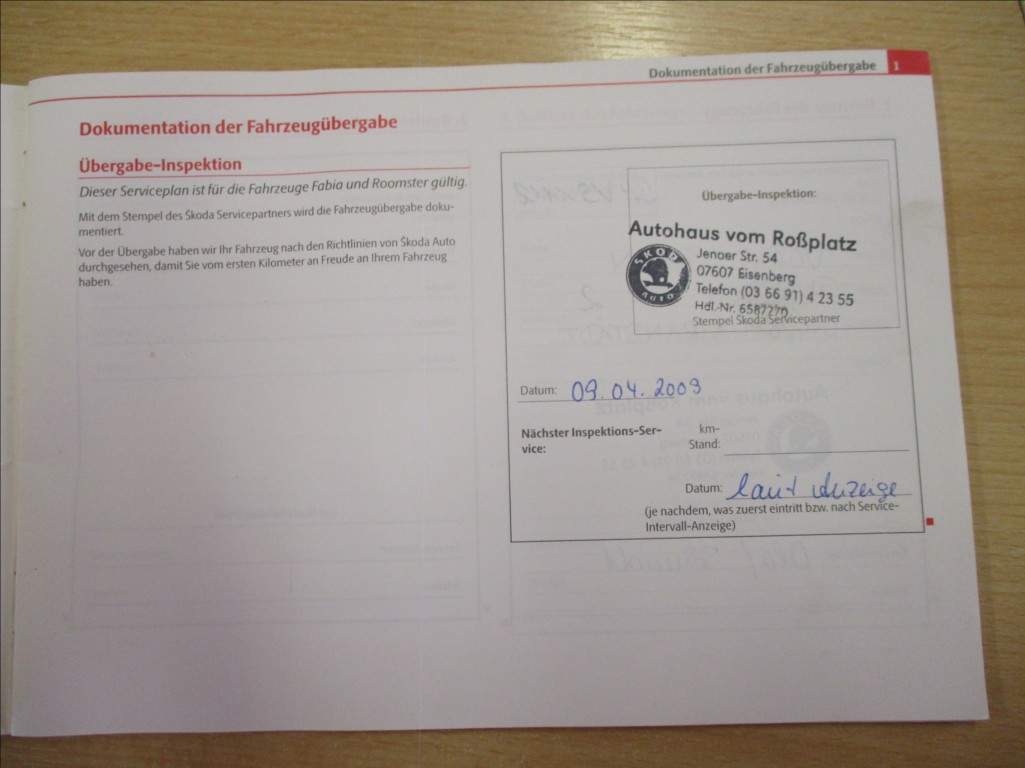 Dokumentation der Fahrzeugübergabe 1
Dokumentation der Fahrzeugübergabe
Übergabe-Inspektion
Dieser Serviceplan ist für die Fahrzeuge Fabia und Roomster gültig.
Mit dem Stempel des Škoda Servicepartners wird die Fahrzeugübergabe doku-
mentiert.
Vor der Übergabe haben wir Ihr Fahrzeug nach den Richtlinien von Škoda Auto
durchgesehen, damit Sie vom ersten Kilometer an Freude an Ihrem Fahrzeug
haben.
Übergabe-Inspektion:
Autohaus vom Roßplatz
SKODA
AUTO
Jenaer Str. 54
07607 Eisenberg
Telefon (03 66 91) 4 23 55
Hdl.-Nr. 6587270
Stempel Škoda Servicepartner
Datum: 09.04.2009
Nächster Inspektions-Ser-
vice:
km-
Stand:
Datum: laut Anzeige
(je nachdem, was zuerst eintritt bzw. nach Service-
Intervall-Anzeige)